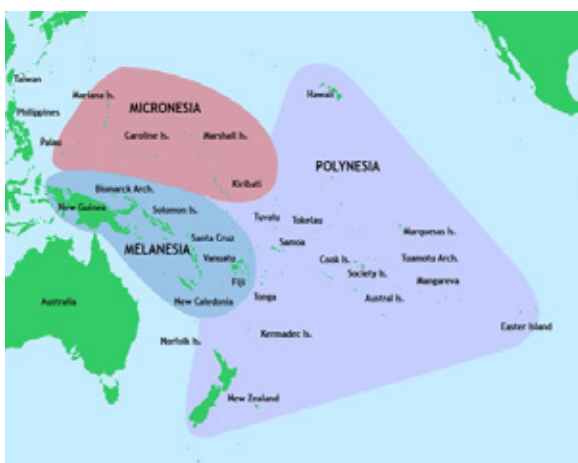 Taiwan
Mariana Is.
MICRONESIA
Philippines
Palau
Caroline Is.
Marshall Is.
Kiribati
Hawaii
POLYNESIA
Bismarck Arch.
New Guinea
Solomon Is.
Santa Cruz
MELANESIA
Vanuatu
Fiji
New Caledonia
Tuvalu
Tokelau
Samoa
Marquesas Is.
Cook Is.
Tuamotu Arch.
Society Is.
Mangareva
Austral Is.
Tonga
Australia
Norfolk Is.
Kermadec Is.
Easter Island
New Zealand